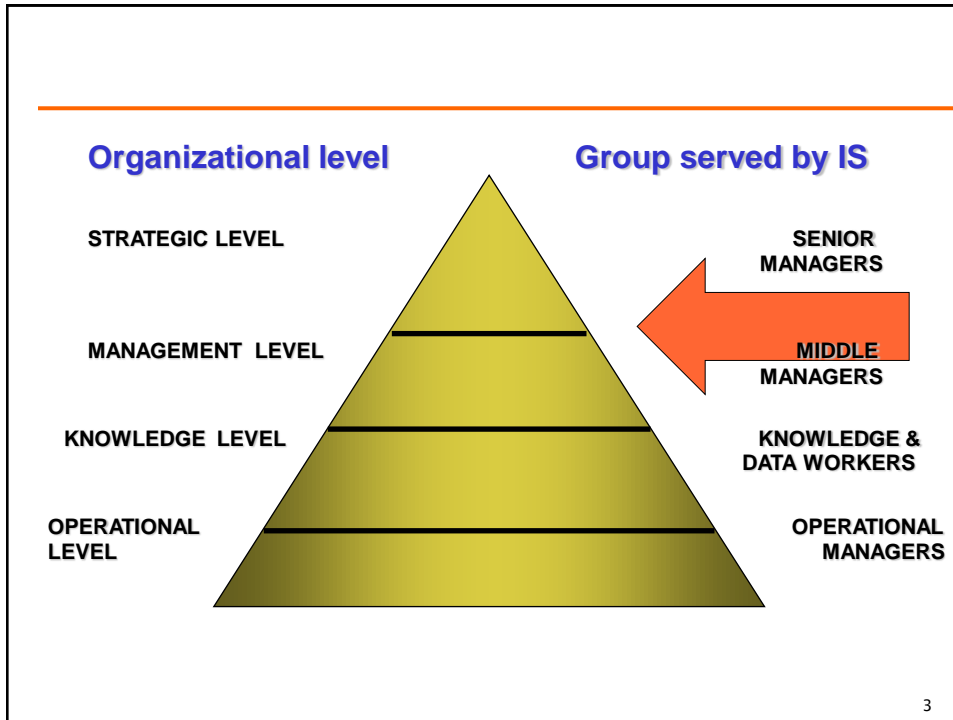 Organizational level
Group served by IS
STRATEGIC LEVEL
SENIOR
MANAGERS
MANAGEMENT LEVEL
MIDDLE
MANAGERS
KNOWLEDGE LEVEL
KNOWLEDGE &
DATA WORKERS
OPERATIONAL
LEVEL
OPERATIONAL
MANAGERS
3